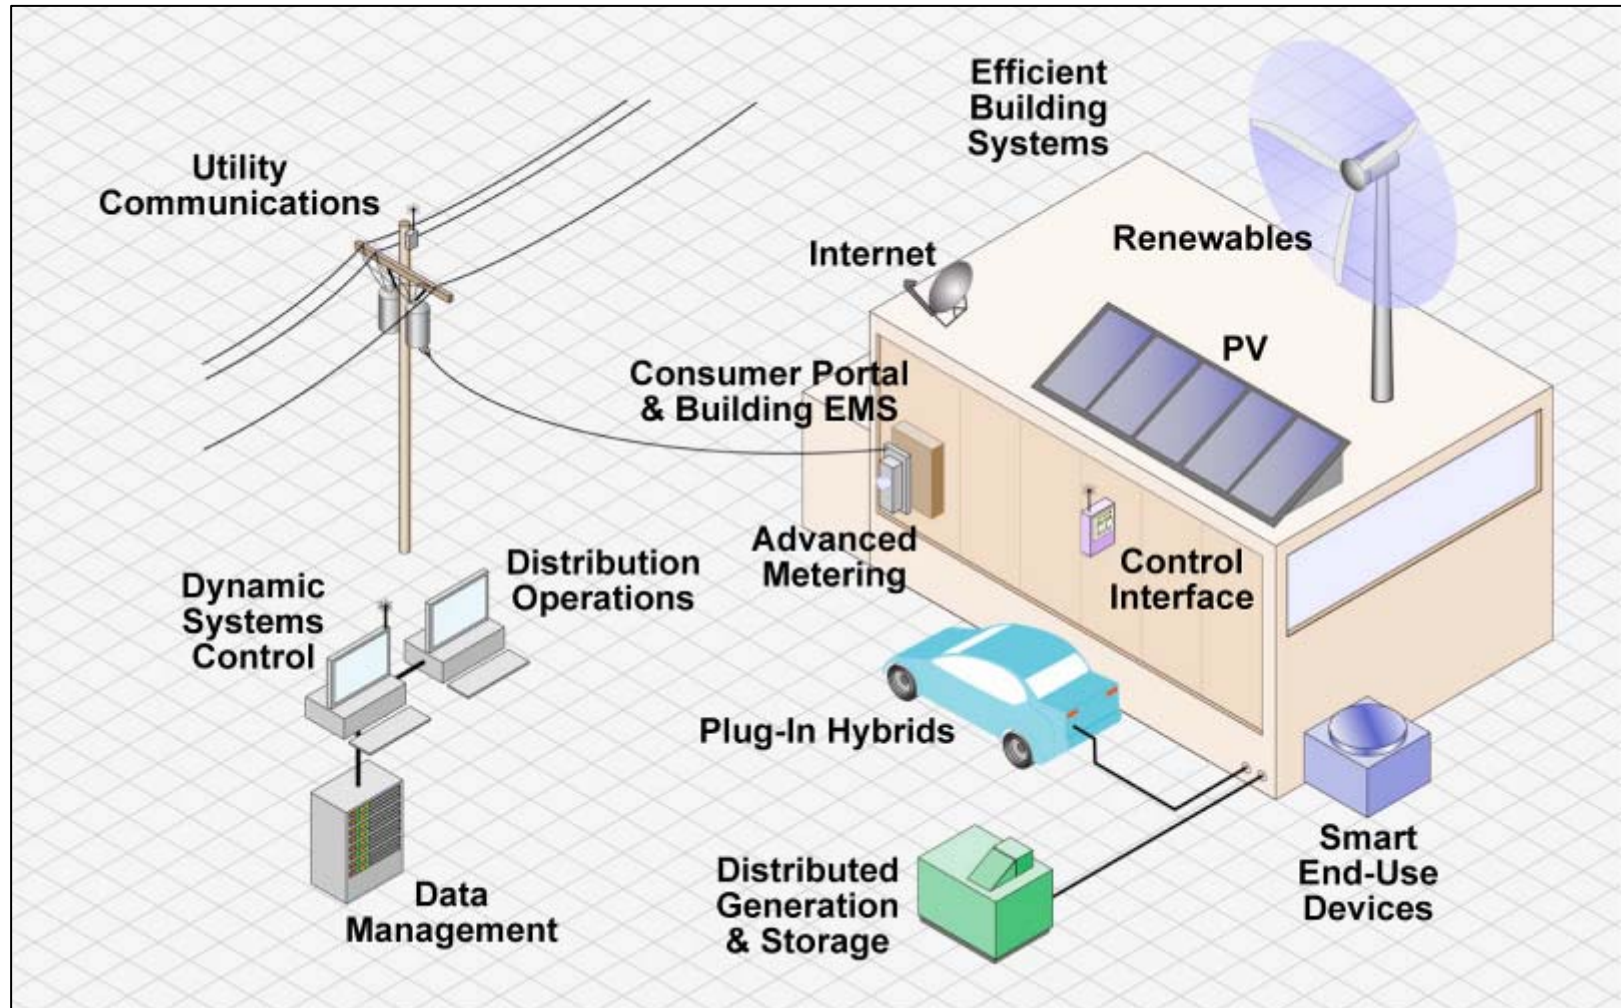 Efficient
Building
Systems
Utility
Communications
Renewables
Internet
PV
Consumer Portal
& Building EMS
Advanced
Metering
Control
Interface
Distribution
Operations
Dynamic
Systems
Control
Plug-In Hybrids
Smart
End-Use
Devices
Distributed
Generation
& Storage
Data
Management